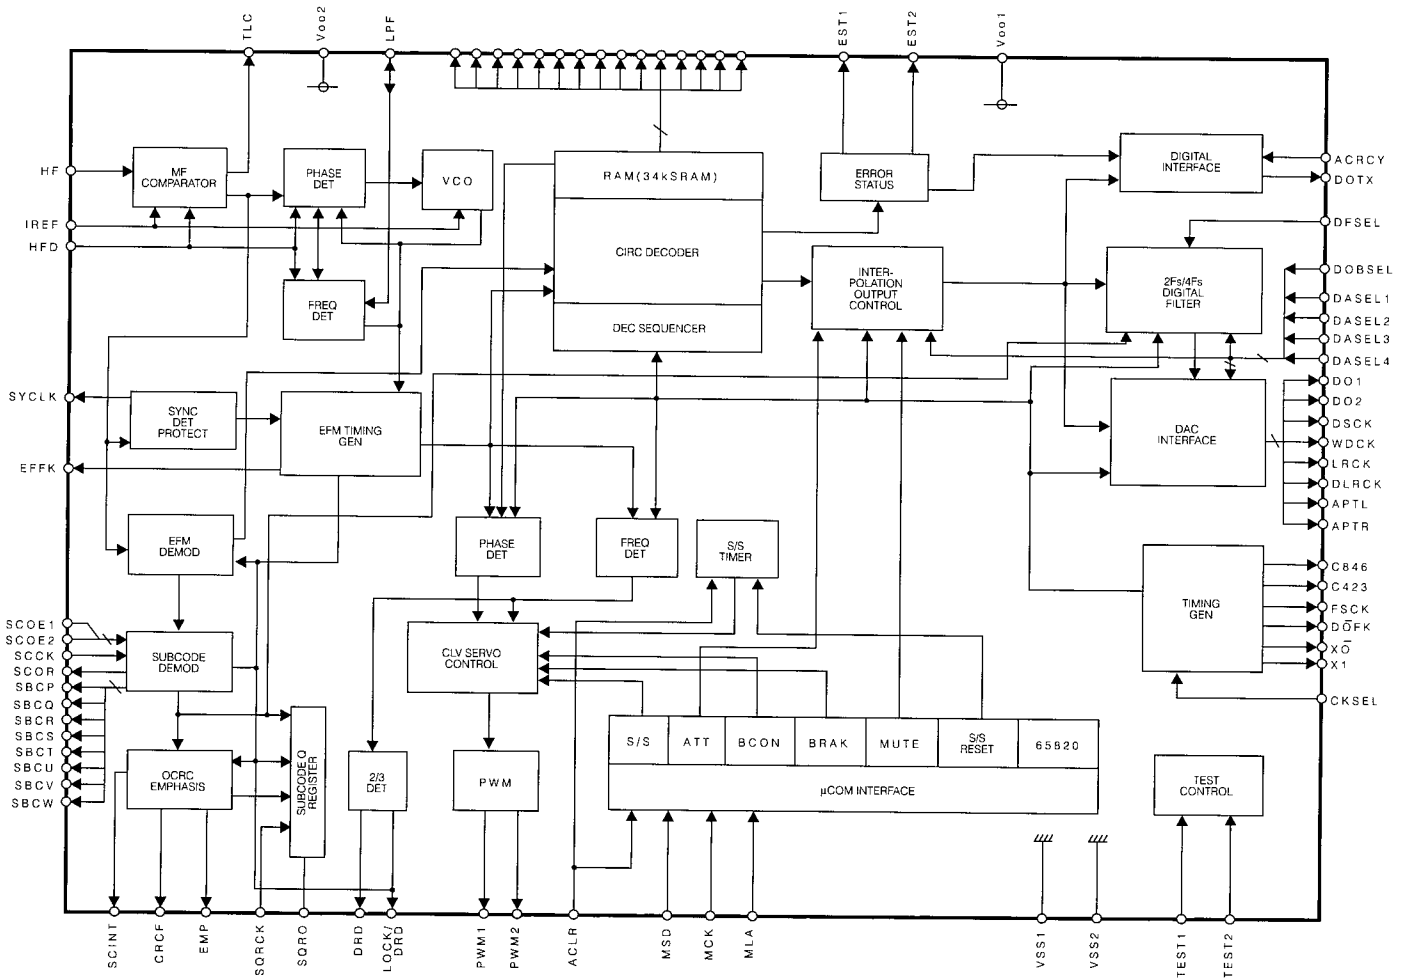 TLC
VDD2
LPF
EST1
EST2
VDD1
HF
MF
COMPARATOR
PHASE
DET
VCO
RAM(34kSRAM)
ERROR
STATUS
DIGITAL
INTERFACE
ACRCY
DOTX
IREF
HFD
DFSEL
CIRC DECODER
INTER-
POLATION
OUTPUT
CONTROL
2Fs/4Fs
DIGITAL
FILTER
DOBSEL
DASEL1
DASEL2
DASEL3
DASEL4
FREQ
DET
DEC SEQUENCER
SYCLK
SYNC
DET
PROTECT
EFM TIMING
GEN
DAC
INTERFACE
DO1
DO2
DSCK
WDCK
LRCK
DLRCK
APTL
APTR
EFFK
EFM
DEMOD
PHASE
DET
FREQ
DET
S/S
TIMER
TIMING
GEN
C846
C423
FSCK
DOFK
XO
X1
CKSEL
SCOE1
SCOE2
SCCK
SCOR
SBCP
SBCQ
SBCR
SBCS
SBCT
SBCU
SBCV
SBCW
SUBCODE
DEMOD
CLV SERVO
CONTROL
S/S
ATT
BCON
BRAK
MUTE
S/S
RESET
65820
μCOM INTERFACE
QCRC
EMPHASIS
SUBCODE Q
REGISTER
2/3
DET
PWM
TEST
CONTROL
SCINT
CRCF
EMP
SQRCK
SQRO
DRD
LOCK/
DRD
PWM1
PWM2
ACLR
MSD
MCK
MLA
VSS1
VSS2
TEST1
TEST2